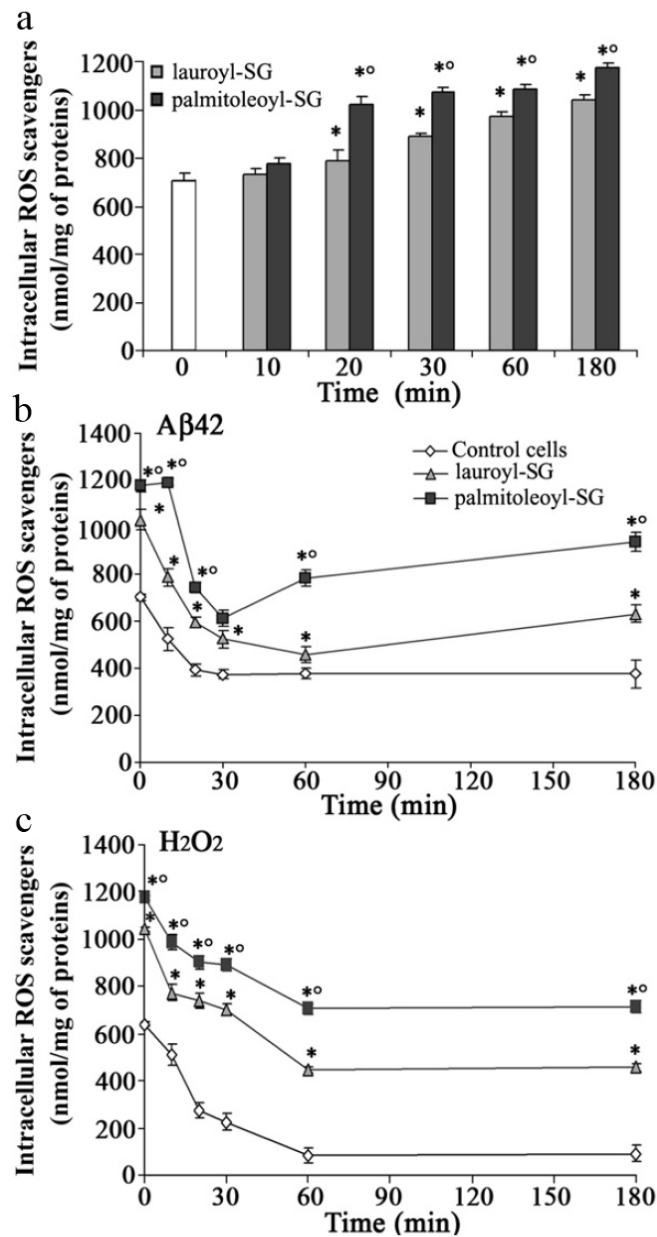 a
Intracellular ROS scavengers
(nmol/mg of proteins)
1200
1000
800
600
400
200
0
lauroyl-SG
palmitoleoyl-SG
*
*°
*
*°
*
*°
*
*°
0 10 20 30 60 180
Time (min)
b
Aβ42
Intracellular ROS scavengers
(nmol/mg of proteins)
1400
1200
1000
800
600
400
200
0
Control cells
lauroyl-SG
palmitoleoyl-SG
*°
*°
*
*
*°
*
*
*°
*
*°
*
0 30 60 90 120 150 180
Time (min)
c
H2O2
Intracellular ROS scavengers
(nmol/mg of proteins)
1400
1200
1000
800
600
400
200
0
*°
*
*°
*
*°
*
*°
*
*°
*
*°
*
0 30 60 90 120 150 180
Time (min)